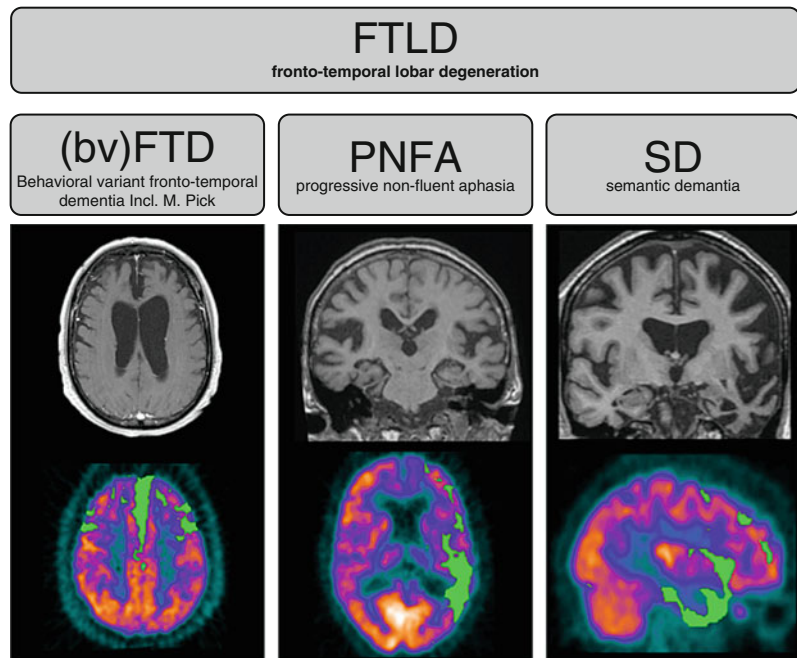 FTLD
fronto-temporal lobar degeneration
(bv)FTD
Behavioral variant fronto-temporal
dementia Incl. M. Pick
PNFA
progressive non-fluent aphasia
SD
semantic demantia